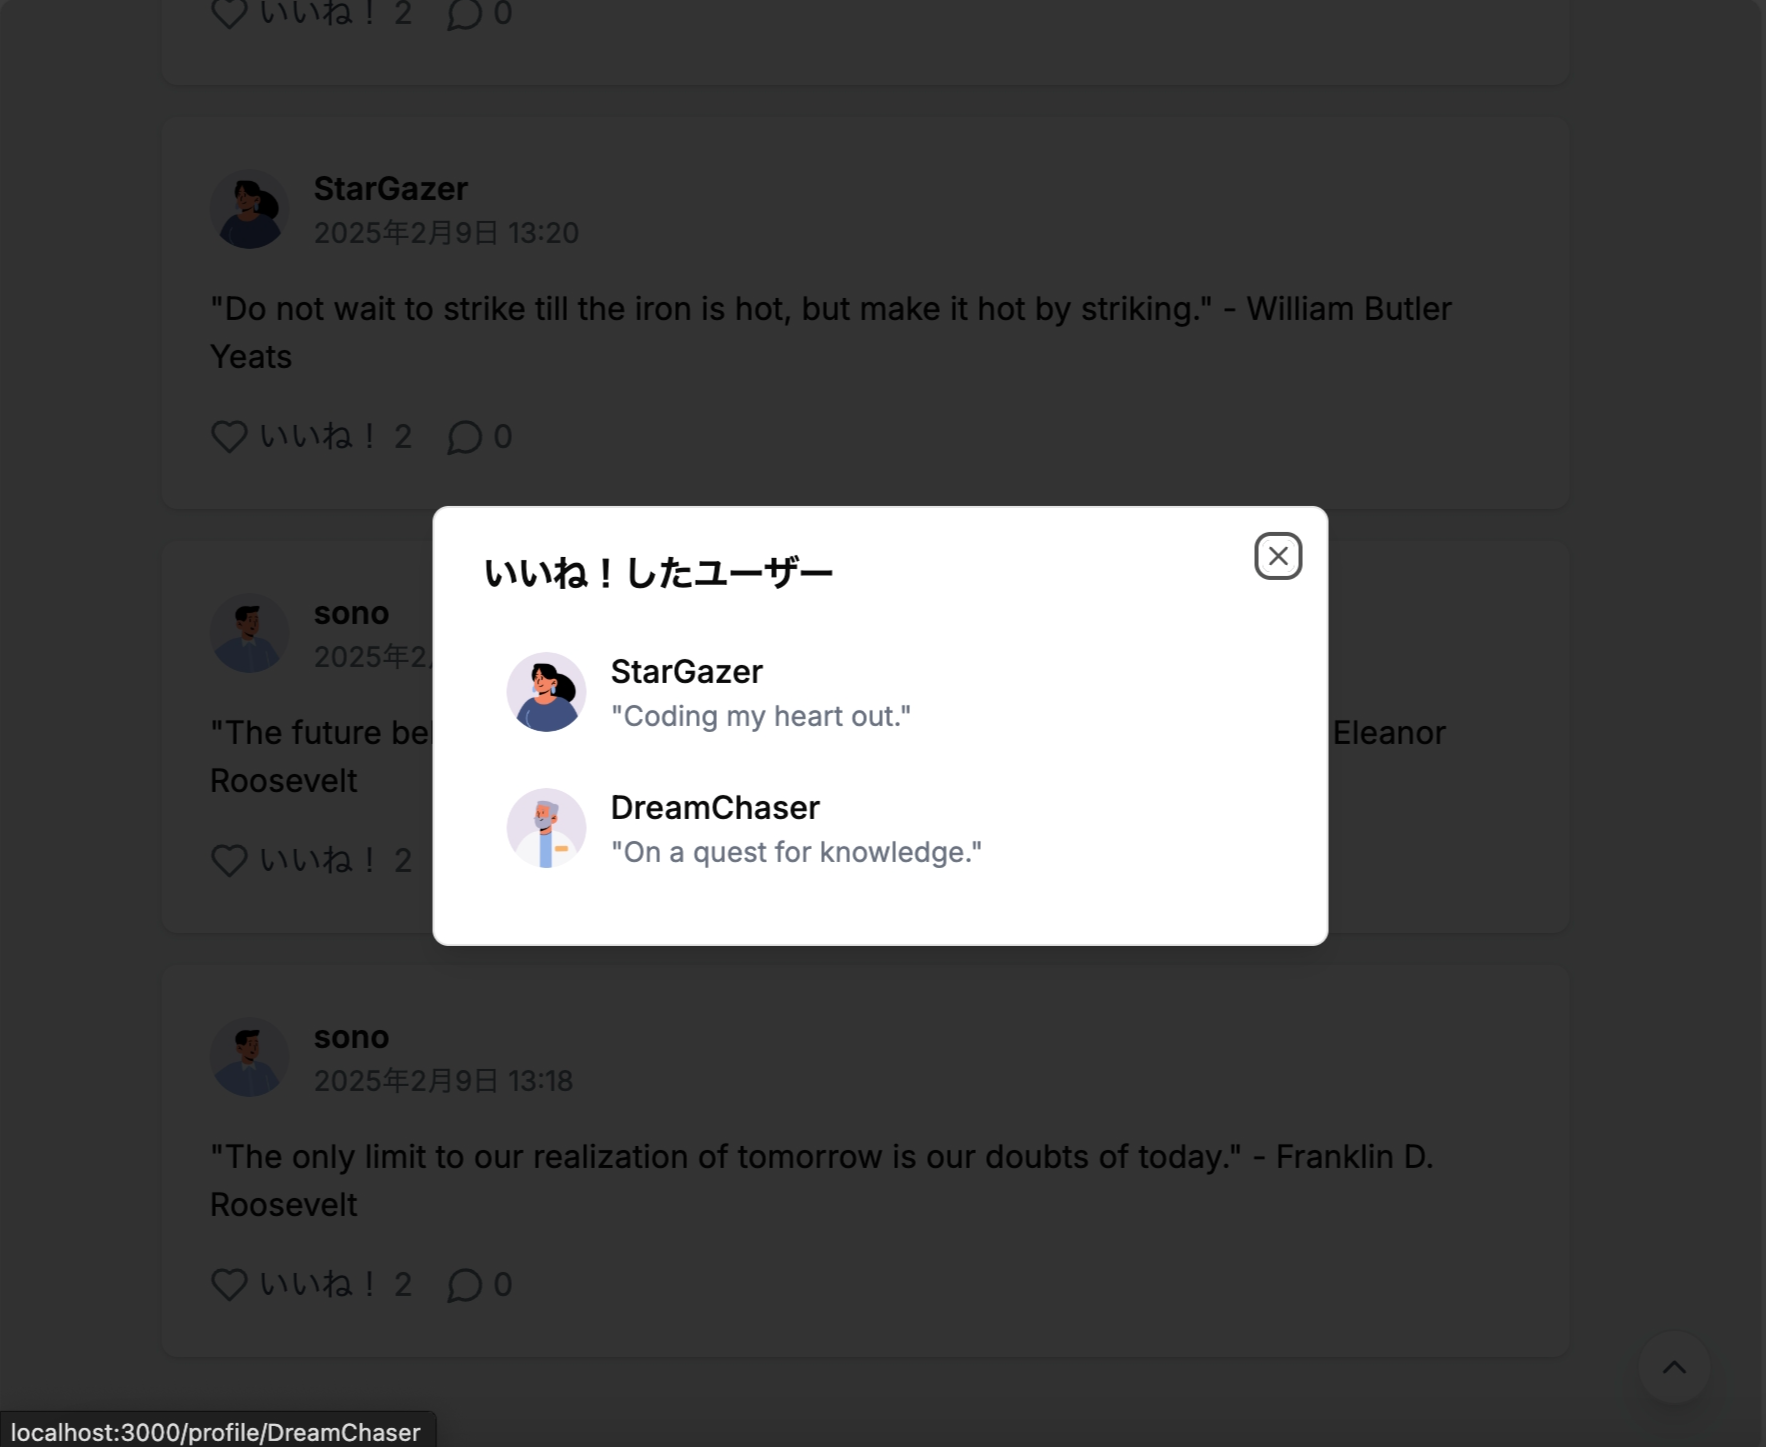 いいね！ 2 0
StarGazer
2025年2月9日 13:20
"Do not wait to strike till the iron is hot, but make it hot by striking." - William Butler
Yeats
いいね！ 2 0
いいね！したユーザー
StarGazer
"Coding my heart out."
DreamChaser
"On a quest for knowledge."
sono
2025年2
"The future be Eleanor
Roosevelt
いいね！ 2
sono
2025年2月9日 13:18
"The only limit to our realization of tomorrow is our doubts of today." - Franklin D.
Roosevelt
いいね！ 2 0
localhost:3000/profile/DreamChaser